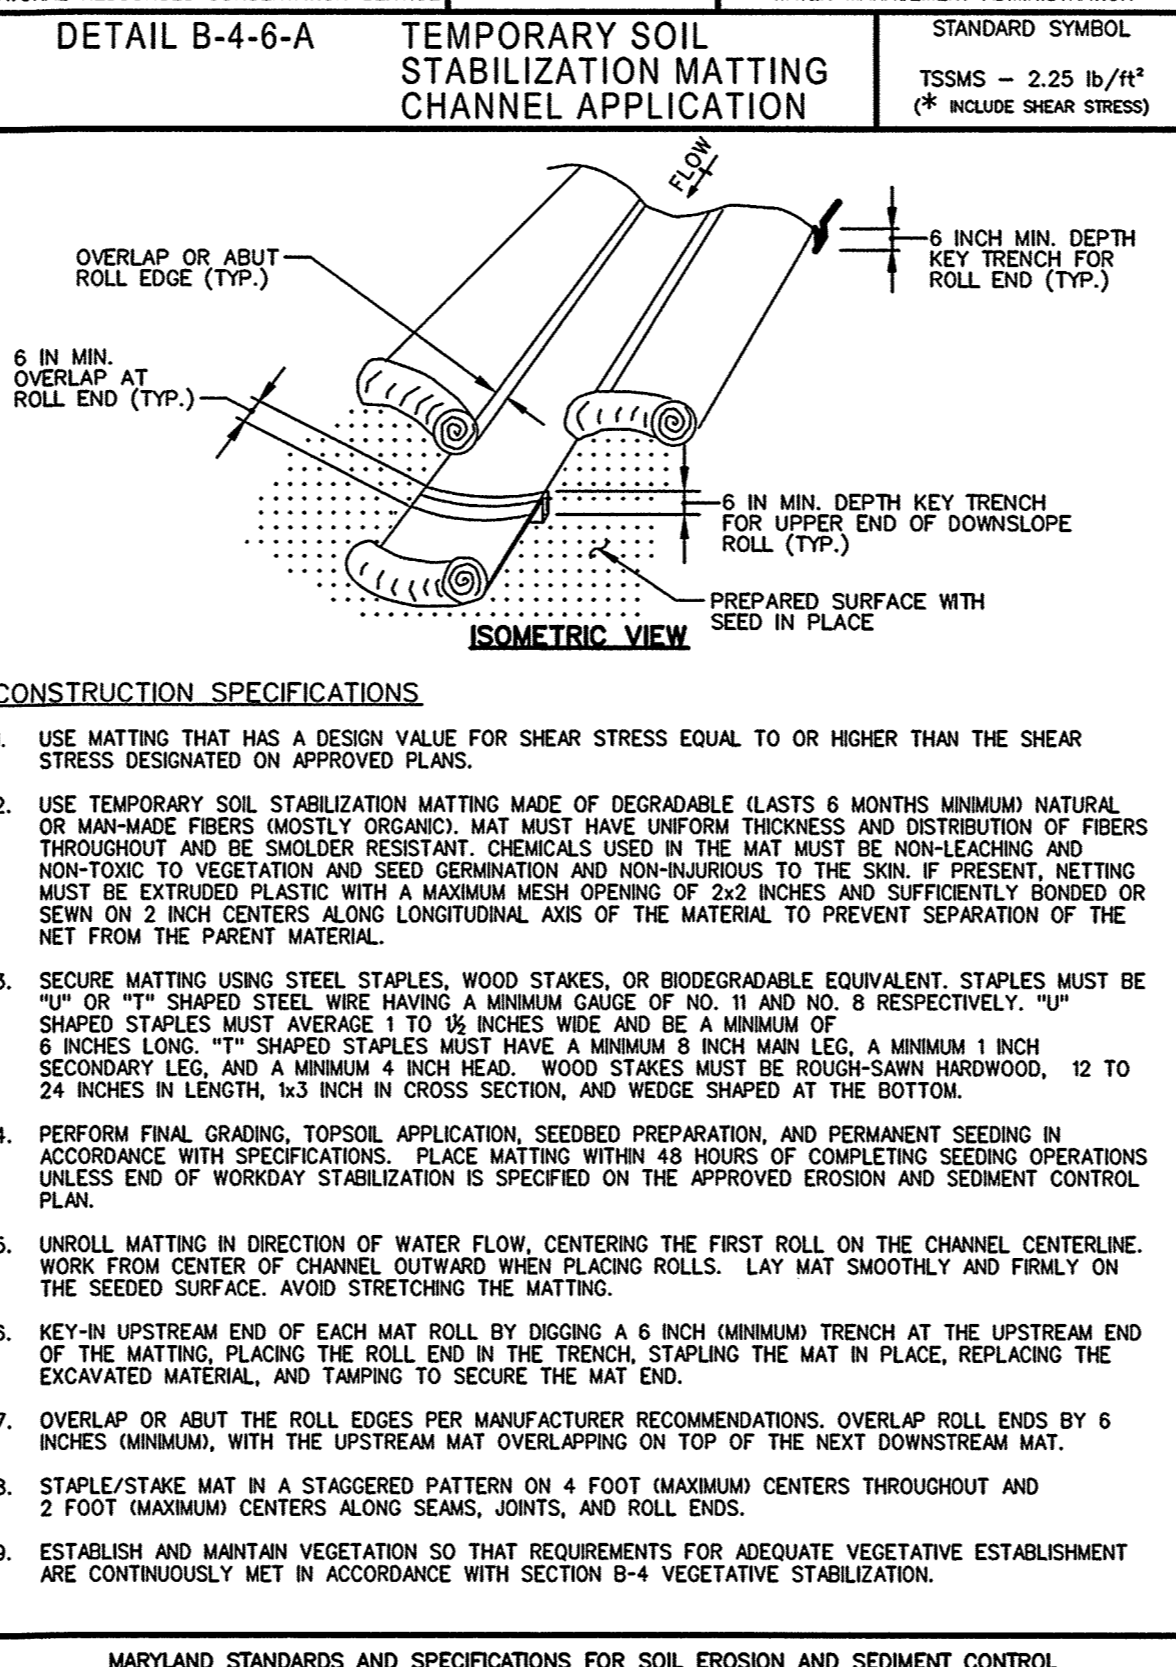 DETAIL B-4-6-A
TEMPORARY SOIL
STABILIZATION MATTING
CHANNEL APPLICATION
STANDARD SYMBOL
TSSMS – 2.25 lb/ft²
(* INCLUDE SHEAR STRESS)
FLOW
OVERLAP OR ABUT
ROLL EDGE (TYP.)
6 INCH MIN. DEPTH
KEY TRENCH FOR
ROLL END (TYP.)
6 IN MIN.
OVERLAP AT
ROLL END (TYP.)
6 IN MIN. DEPTH KEY TRENCH
FOR UPPER END OF DOWNSLOPE
ROLL (TYP.)
PREPARED SURFACE WITH
SEED IN PLACE
ISOMETRIC VIEW
CONSTRUCTION SPECIFICATIONS
1. USE MATTING THAT HAS A DESIGN VALUE FOR SHEAR STRESS EQUAL TO OR HIGHER THAN THE SHEAR
STRESS DESIGNATED ON APPROVED PLANS.
2. USE TEMPORARY SOIL STABILIZATION MATTING MADE OF DEGRADABLE (LASTS 6 MONTHS MINIMUM) NATURAL
OR MAN-MADE FIBERS (MOSTLY ORGANIC). MAT MUST HAVE UNIFORM THICKNESS AND DISTRIBUTION OF FIBERS
THROUGHOUT AND BE SMOLDER RESISTANT. CHEMICALS USED IN THE MAT MUST BE NON-LEACHING AND
NON-TOXIC TO VEGETATION AND SEED GERMINATION AND NON-INJURIOUS TO THE SKIN. IF PRESENT, NETTING
MUST BE EXTRUDED PLASTIC WITH A MAXIMUM MESH OPENING OF 2x2 INCHES AND SUFFICIENTLY BONDED OR
SEWN ON 2 INCH CENTERS ALONG LONGITUDINAL AXIS OF THE MATERIAL TO PREVENT SEPARATION OF THE
NET FROM THE PARENT MATERIAL.
3. SECURE MATTING USING STEEL STAPLES, WOOD STAKES, OR BIODEGRADABLE EQUIVALENT. STAPLES MUST BE
"U" OR "T" SHAPED STEEL WIRE HAVING A MINIMUM GAUGE OF NO. 11 AND NO. 8 RESPECTIVELY. "U"
SHAPED STAPLES MUST AVERAGE 1 TO 1½ INCHES WIDE AND BE A MINIMUM OF
6 INCHES LONG. "T" SHAPED STAPLES MUST HAVE A MINIMUM 8 INCH MAIN LEG, A MINIMUM 1 INCH
SECONDARY LEG, AND A MINIMUM 4 INCH HEAD. WOOD STAKES MUST BE ROUGH-SAWN HARDWOOD, 12 TO
24 INCHES IN LENGTH, 1x3 INCH IN CROSS SECTION, AND WEDGE SHAPED AT THE BOTTOM.
4. PERFORM FINAL GRADING, TOPSOIL APPLICATION, SEEDBED PREPARATION, AND PERMANENT SEEDING IN
ACCORDANCE WITH SPECIFICATIONS. PLACE MATTING WITHIN 48 HOURS OF COMPLETING SEEDING OPERATIONS
UNLESS END OF WORKDAY STABILIZATION IS SPECIFIED ON THE APPROVED EROSION AND SEDIMENT CONTROL
PLAN.
5. UNROLL MATTING IN DIRECTION OF WATER FLOW, CENTERING THE FIRST ROLL ON THE CHANNEL CENTERLINE.
WORK FROM CENTER OF CHANNEL OUTWARD WHEN PLACING ROLLS. LAY MAT SMOOTHLY AND FIRMLY ON
THE SEEDED SURFACE. AVOID STRETCHING THE MATTING.
6. KEY-IN UPSTREAM END OF EACH MAT ROLL BY DIGGING A 6 INCH (MINIMUM) TRENCH AT THE UPSTREAM END
OF THE MATTING, PLACING THE ROLL END IN THE TRENCH, STAPLING THE MAT IN PLACE, REPLACING THE
EXCAVATED MATERIAL, AND TAMPING TO SECURE THE MAT END.
7. OVERLAP OR ABUT THE ROLL EDGES PER MANUFACTURER RECOMMENDATIONS. OVERLAP ROLL ENDS BY 6
INCHES (MINIMUM), WITH THE UPSTREAM MAT OVERLAPPING ON TOP OF THE NEXT DOWNSTREAM MAT.
8. STAPLE/STAKE MAT IN A STAGGERED PATTERN ON 4 FOOT (MAXIMUM) CENTERS THROUGHOUT AND
2 FOOT (MAXIMUM) CENTERS ALONG SEAMS, JOINTS, AND ROLL ENDS.
9. ESTABLISH AND MAINTAIN VEGETATION SO THAT REQUIREMENTS FOR ADEQUATE VEGETATIVE ESTABLISHMENT
ARE CONTINUOUSLY MET IN ACCORDANCE WITH SECTION B-4 VEGETATIVE STABILIZATION.
MARYLAND STANDARDS AND SPECIFICATIONS FOR SOIL EROSION AND SEDIMENT CONTROL